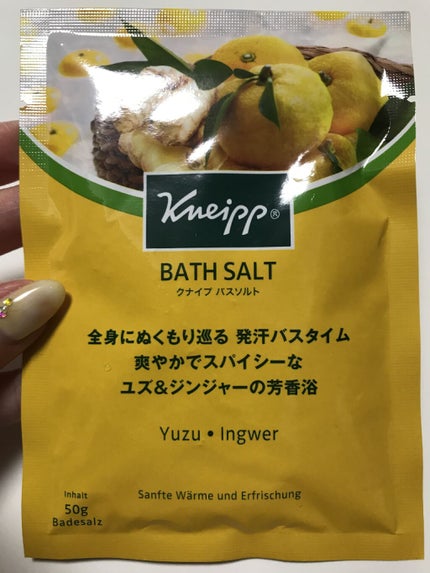 Kneipp®
BATH SALT
クナイプ バスソルト
全身にぬくもり巡る 発汗バスタイム
爽やかでスパイシーな
ユズ&ジンジャーの芳香浴
Yuzu • Ingwer
Inhalt
50g
Badesalz
Sanfte Wärme und Erfrischung